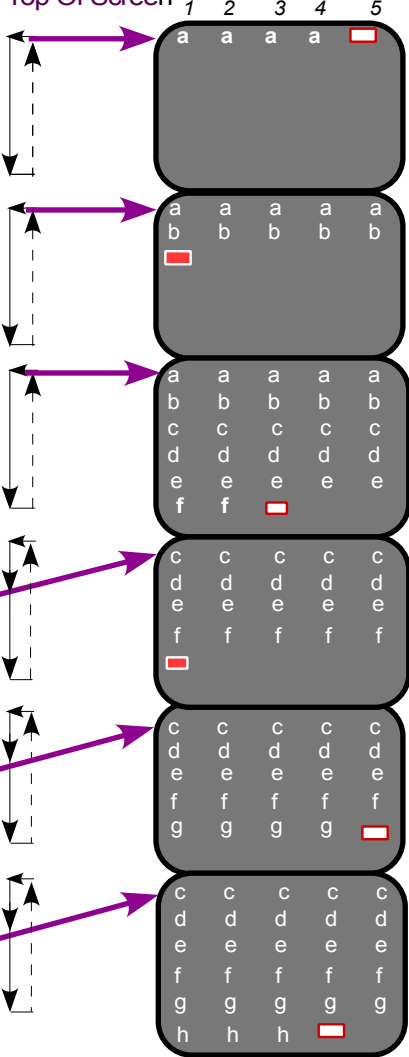 Top Of Screen 1 2 3 4 5
a a a a
a a a a a
b b b b b
a a a a a
b b b b b
c c c c c
d d d d d
e e e e e
f f
c c c c c
d d d d d
e e e e e
f f f f f
c c c c c
d d d d d
e e e e e
f f f f f
g g g g
c c c c c
d d d d d
e e e e e
f f f f f
g g g g g
h h h